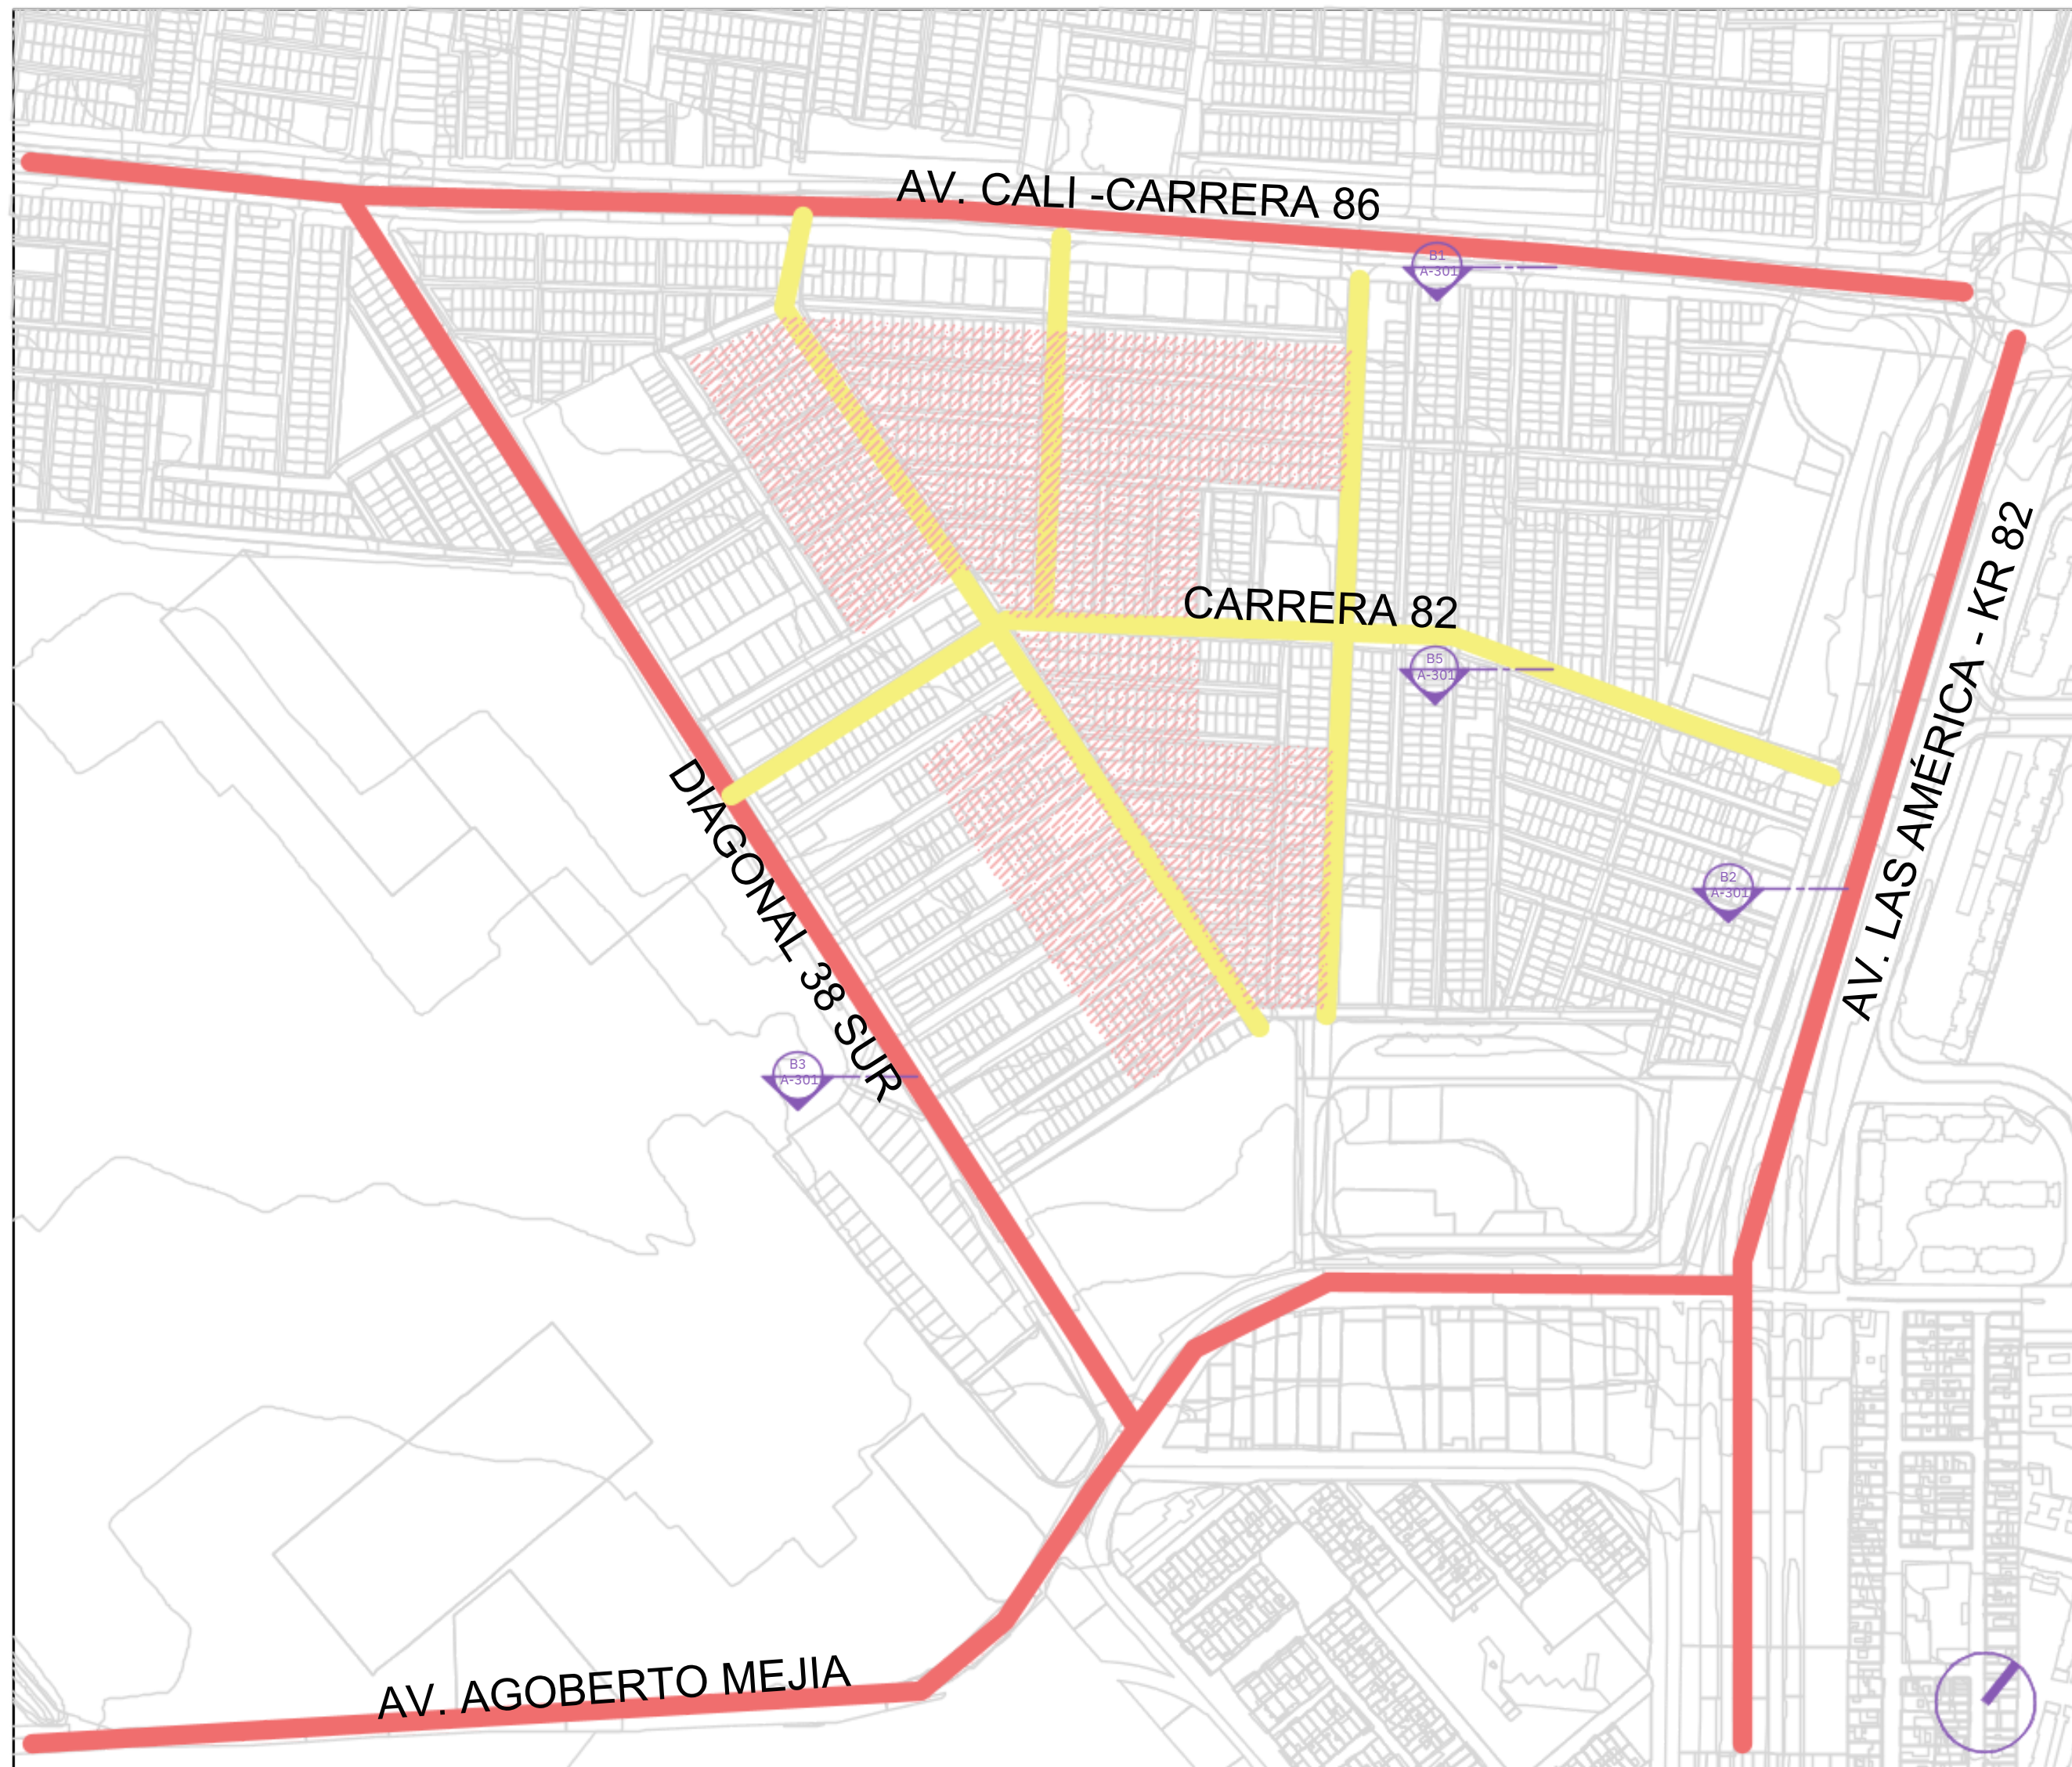 AV. CALI -CARRERA 86
B1
A-301
CARRERA 82
B5
A-301
AV. LAS AMÉRICA - KR 82
B2
A-301
DIAGONAL 38 SUR
B3
A-301
AV. AGOBERTO MEJIA